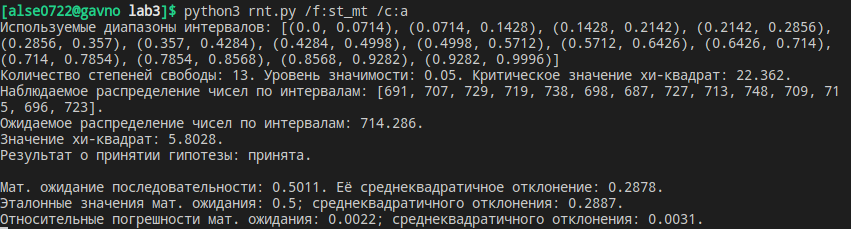 [alse0722@gavno lab3]$ python3 rnt.py /f:st_mt /c:a
Используемые диапазоны интервалов: [(0.0, 0.0714), (0.0714, 0.1428), (0.1428, 0.2142), (0.2142, 0.2856),
(0.2856, 0.357), (0.357, 0.4284), (0.4284, 0.4998), (0.4998, 0.5712), (0.5712, 0.6426), (0.6426, 0.714),
(0.714, 0.7854), (0.7854, 0.8568), (0.8568, 0.9282), (0.9282, 0.9996)]
Количество степеней свободы: 13. Уровень значимости: 0.05. Критическое значение хи-квадрат: 22.362.
Наблюдаемое распределение чисел по интервалам: [691, 707, 729, 719, 738, 698, 687, 727, 713, 748, 709, 71
5, 696, 723].
Ожидаемое распределение чисел по интервалам: 714.286.
Значение хи-квадрат: 5.8028.
Результат о принятии гипотезы: принята.
Мат. ожидание последовательности: 0.5011. Её среднеквадратичное отклонение: 0.2878.
Эталонные значения мат. ожидания: 0.5; среднеквадратичного отклонения: 0.2887.
Относительные погрешности мат. ожидания: 0.0022; среднеквадратичного отклонения: 0.0031.